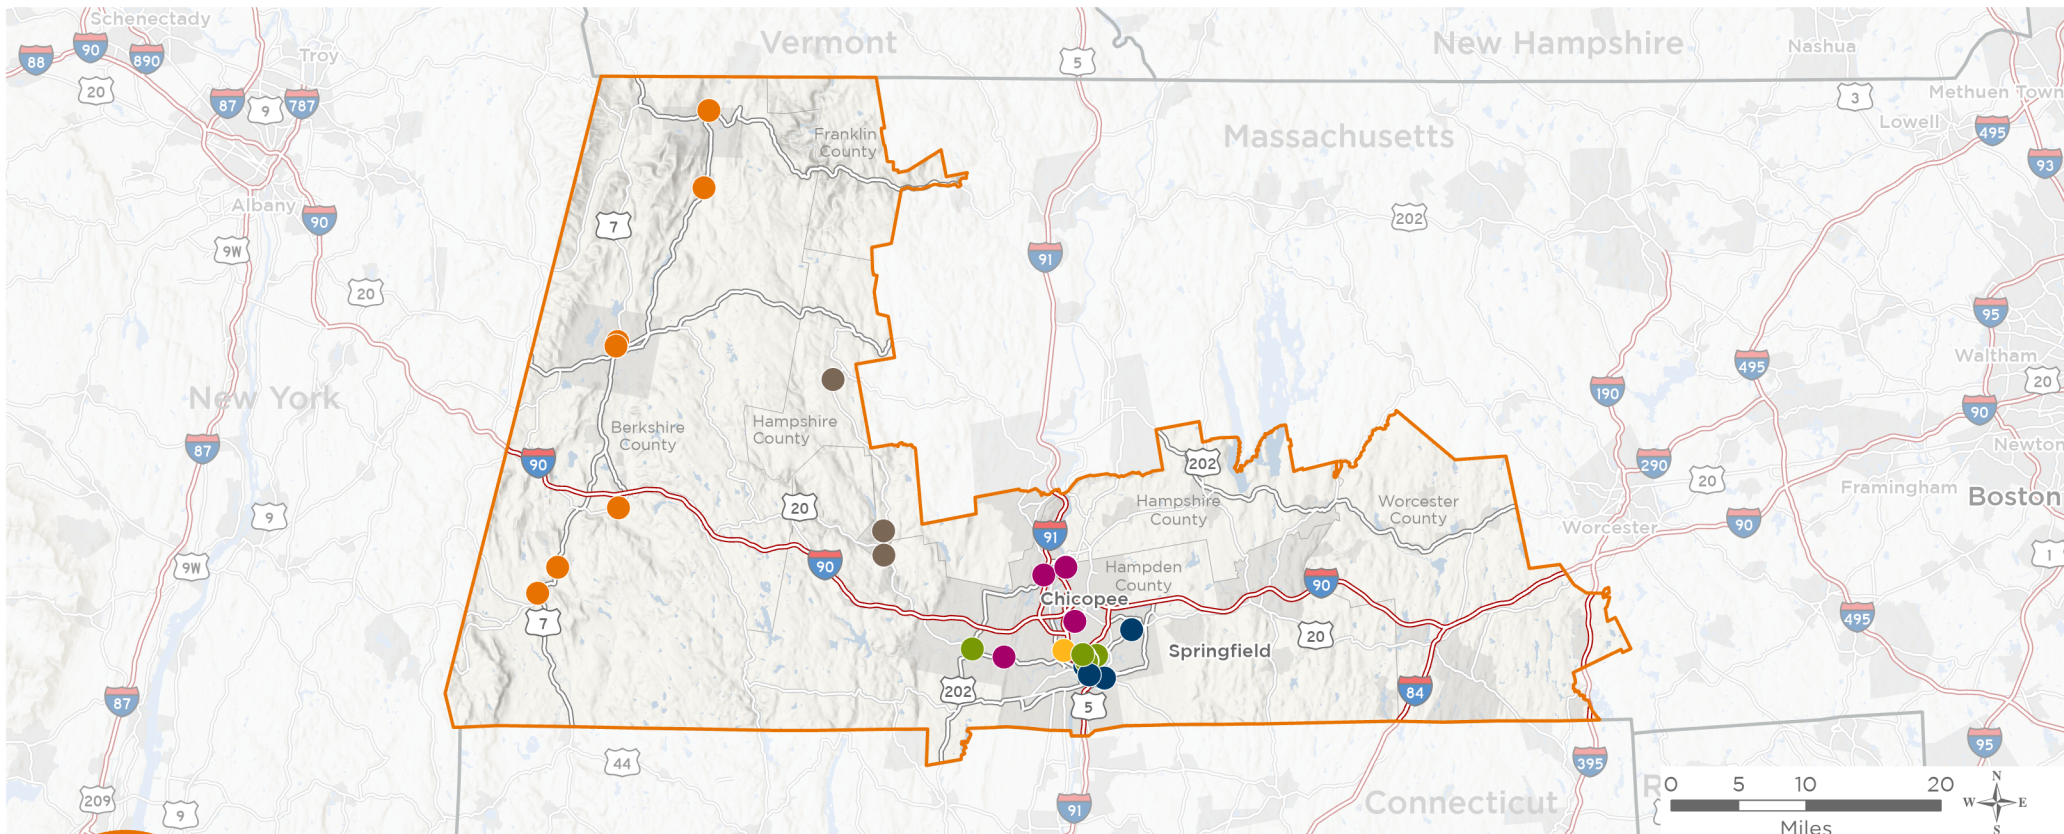 Schenectady
Vermont
New Hampshire
Nashua
88
90
890
Troy
5
20
87
9
787
3
Methuen Town
Lowell
495
Franklin
County
Massachusetts
93
Albany
90
7
202
9W
91
20
95
495
Waltham
20
New York
190
90
Berkshire
County
Hampshire
County
87
90
202
290
Newton
20
Framingham
Boston
9
20
Hampshire
County
Worcester
County
91
Worcester
90
1
9W
90
Hampden
County
90
Chicopee
495
7
20
Springfield
87
202
5
84
44
395
95
209
9
91
Connecticut
R
0 5 10 20
Miles
N
W E
S